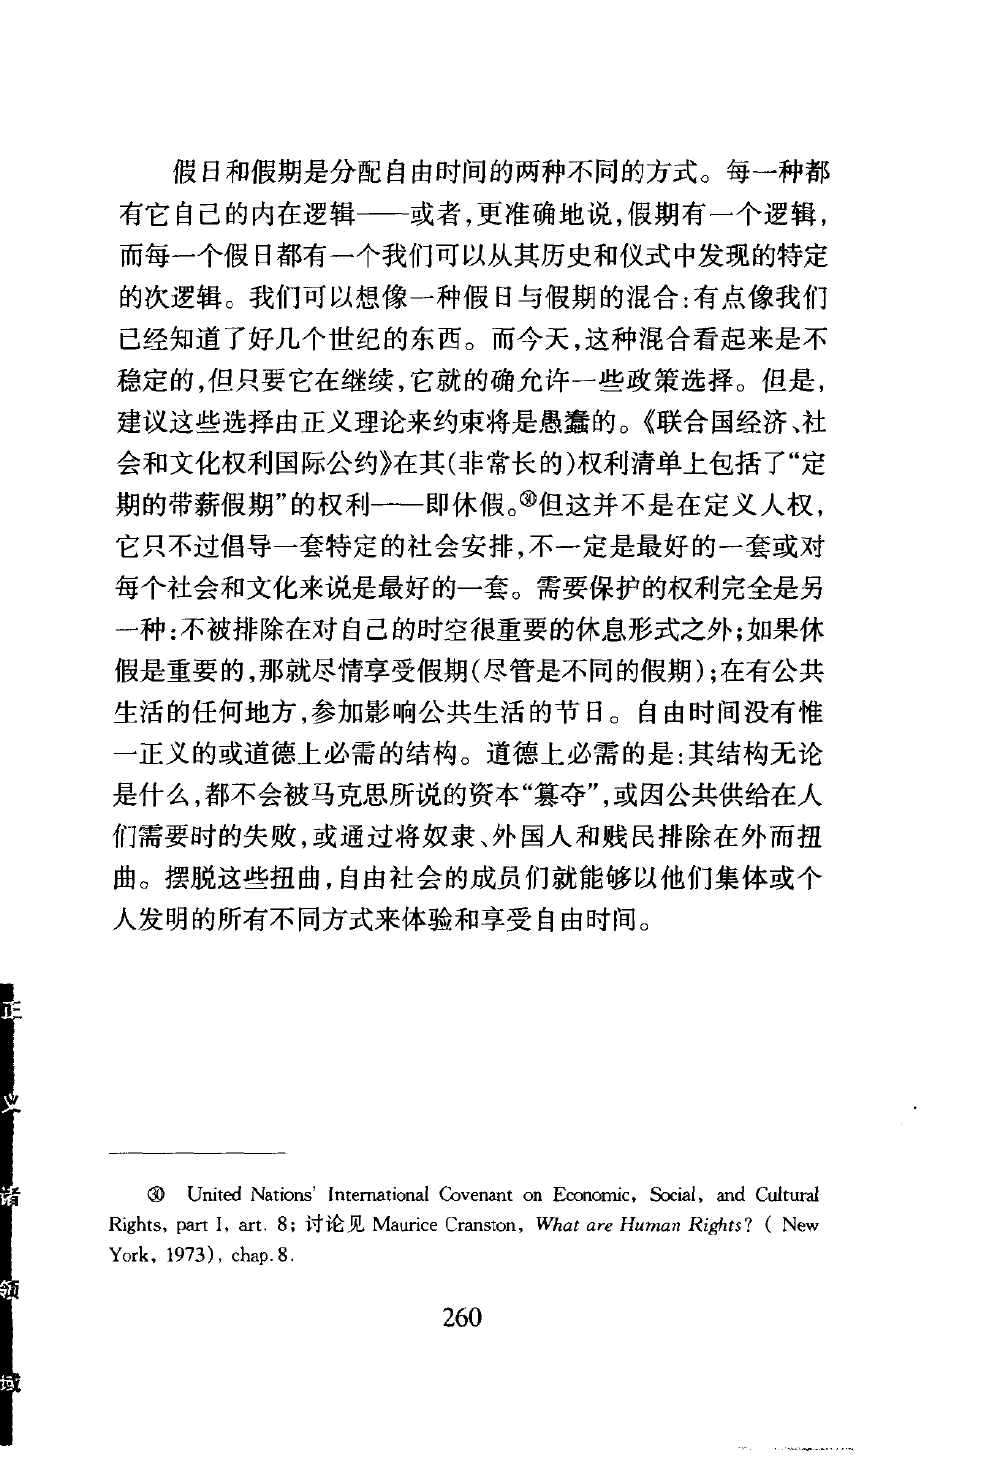 假日和假期是分配自由时间的两种不同的方式。每一种都
有它自己的内在逻辑——或者,更准确地说,假期有一个逻辑,
而每一个假日都有一个我们可以从其历史和仪式中发现的特定
的次逻辑。我们可以想像一种假日与假期的混合:有点像我们
已经知道了好几个世纪的东西。而今天,这种混合看起来是不
稳定的,但只要它在继续,它就的确允许一些政策选择。但是,
建议这些选择由正义理论来约束将是愚蠢的。《联合国经济、社
会和文化权利国际公约》在其(非常长的)权利清单上包括了“定
期的带薪假期”的权利——即休假。㉚但这并不是在定义人权,
它只不过倡导一套特定的社会安排,不一定是最好的一套或对
每个社会和文化来说是最好的一套。需要保护的权利完全是另
一种:不被排除在对自己的时空很重要的休息形式之外;如果休
假是重要的,那就尽情享受假期(尽管是不同的假期);在有公共
生活的任何地方,参加影响公共生活的节日。自由时间没有惟
一正义的或道德上必需的结构。道德上必需的是:其结构无论
是什么,都不会被马克思所说的资本“篡夺”,或因公共供给在人
们需要时的失败,或通过将奴隶、外国人和贱民排除在外而扭
曲。摆脱这些扭曲,自由社会的成员们就能够以他们集体或个
人发明的所有不同方式来体验和享受自由时间。
正
义
诸
领
域
㉚ United Nations' International Covenant on Economic, Social, and Cultural
Rights, part I, art. 8; 讨论见 Maurice Cranston, What are Human Rights? ( New
York, 1973), chap.8.
260